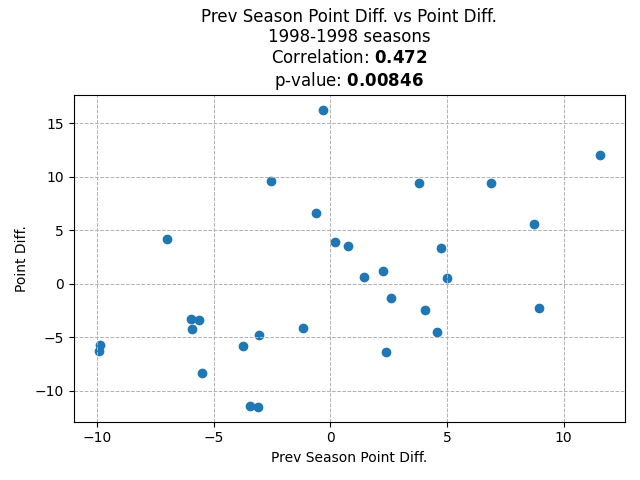 Prev Season Point Diff. vs Point Diff.
1998-1998 seasons
Correlation: 0.472
p-value: 0.00846
15
10
5
0
−5
−10
Point Diff.
−10
−5
0
5
10
Prev Season Point Diff.